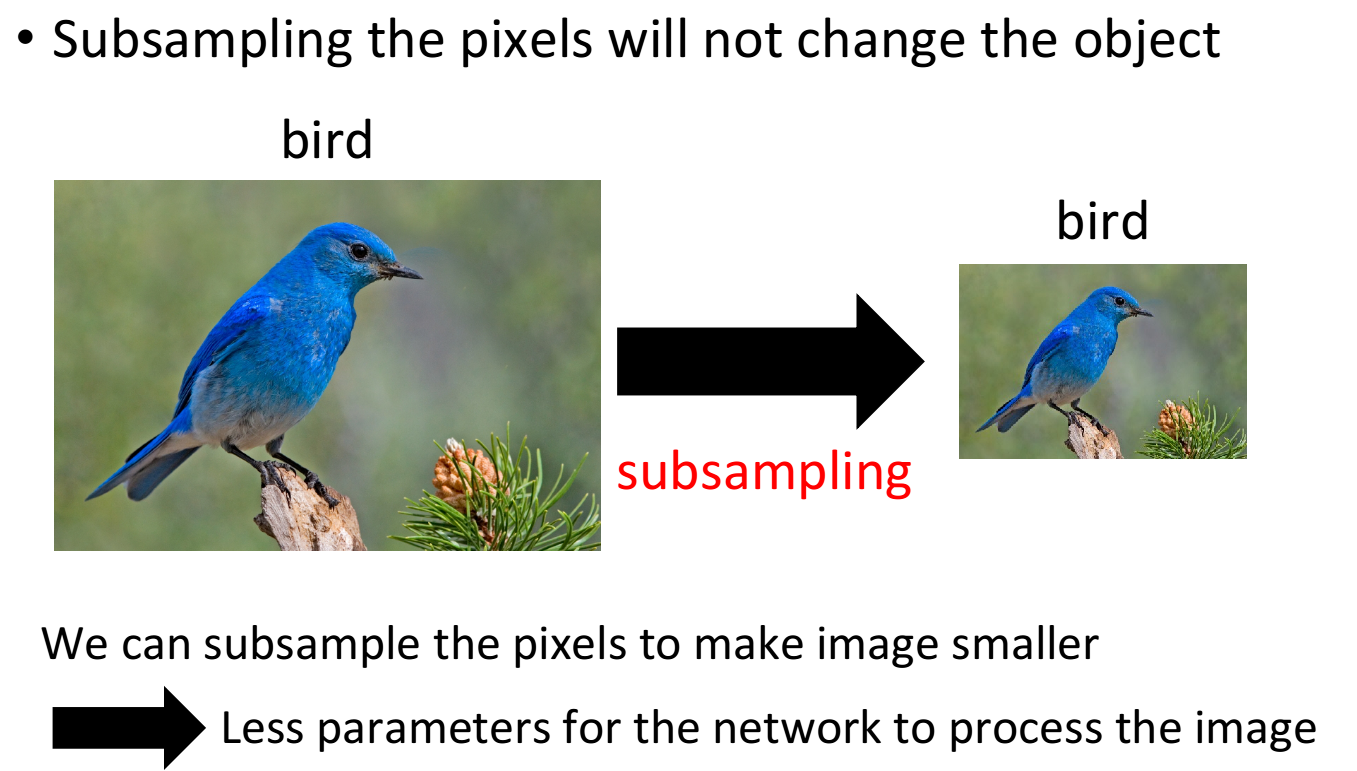 • Subsampling the pixels will not change the object
bird
bird
subsampling
We can subsample the pixels to make image smaller
Less parameters for the network to process the image